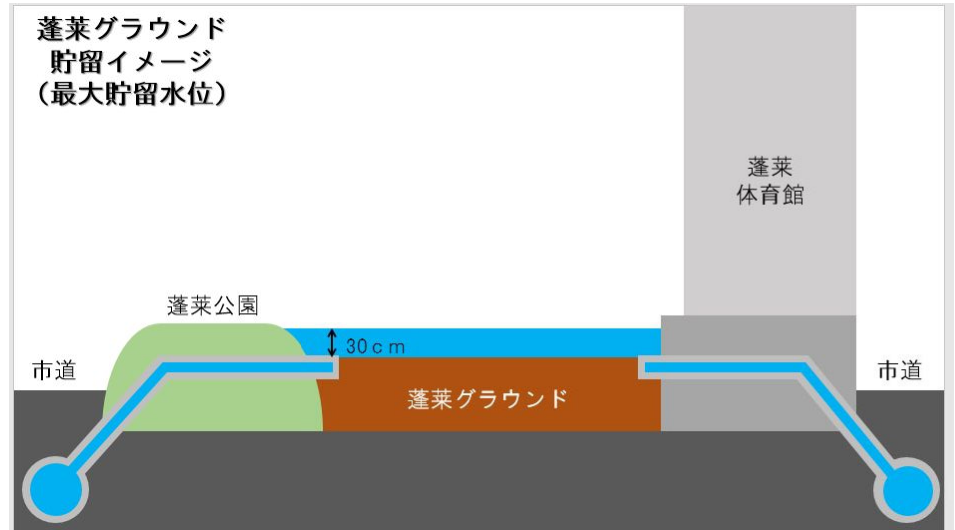 蓬莱グラウンド
貯留イメージ
（最大貯留水位）
蓬莱
体育館
蓬莱公園
30ｃｍ
市道
市道
蓬莱グラウンド